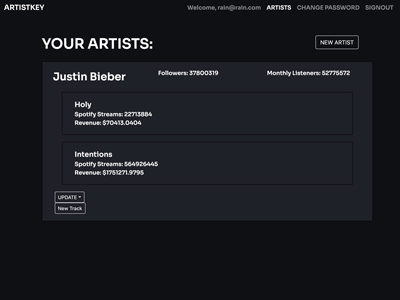 ARTISTKEY
Welcome, rain@rain.com ARTISTS CHANGE PASSWORD SIGNOUT
YOUR ARTISTS:
NEW ARTIST
Justin Bieber
Followers: 37800319
Monthly Listeners: 52775572
Holy
Spotify Streams: 22713884
Revenue: $70413.0404
Intentions
Spotify Streams: 564926445
Revenue: $1751271.9795
UPDATE
New Track